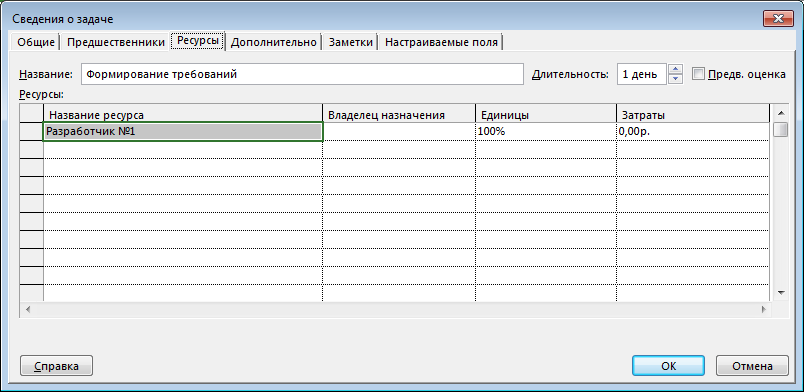 Сведения о задаче
Общие Предшественники Ресурсы Дополнительно Заметки Настраиваемые поля
Название: Формирование требований Длительность: 1 день Предв. оценка
Ресурсы:
Название ресурса Владелец назначения Единицы Затраты
Разработчик №1 100% 0,00р.
Справка ОК Отмена